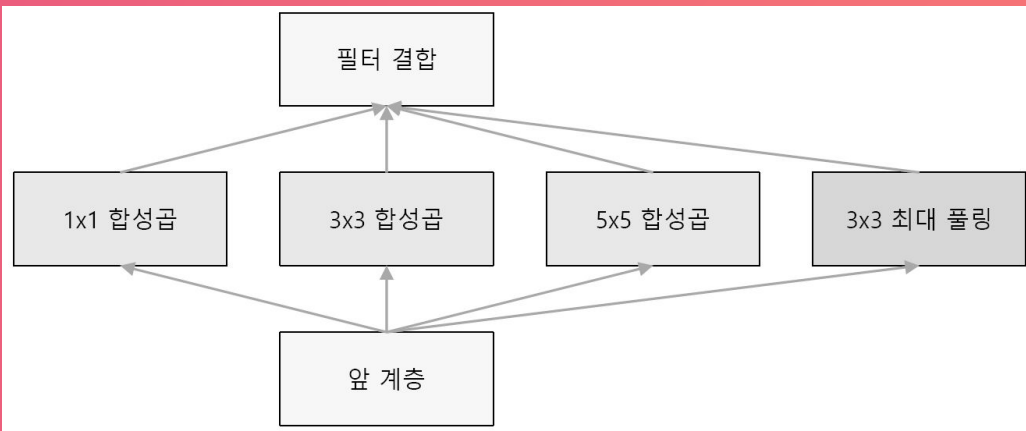 필터 결합
1x1 합성곱
3x3 합성곱
5x5 합성곱
3x3 최대 풀링
앞 계층